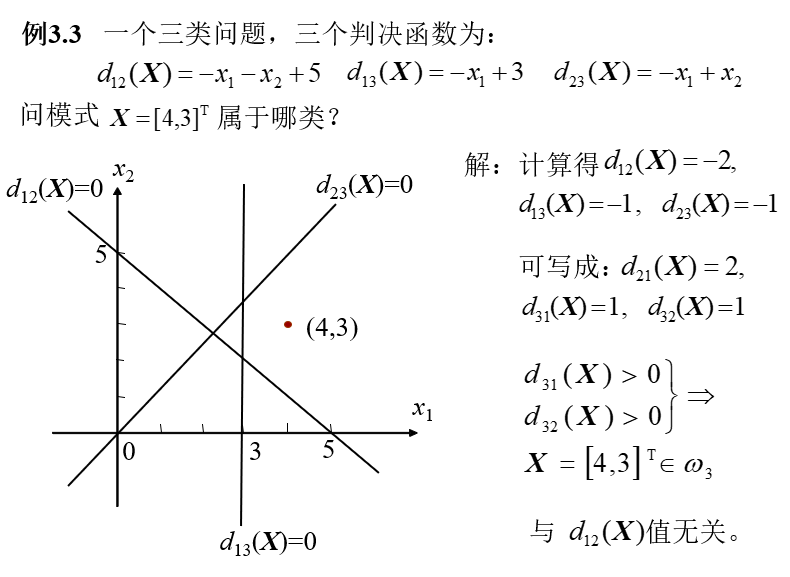 例3.3 一个三类问题，三个判决函数为：
d₁₂(X) = −x₁ − x₂ + 5 d₁₃(X) = −x₁ + 3 d₂₃(X) = −x₁ + x₂
问模式 X = [4,3]ᵀ 属于哪类？
解：计算得 d₁₂(X) = −2,
d₁₃(X) = −1, d₂₃(X) = −1
可写成：d₂₁(X) = 2,
d₃₁(X)=1, d₃₂(X)=1
d₃₁(X) > 0
d₃₂(X) > 0} ⇒
X = [4,3]ᵀ ∈ ω₃
与 d₁₂(X)值无关。
x₂
d₁₂(X)=0
d₂₃(X)=0
5
(4,3)
x₁
0
3
5
d₁₃(X)=0